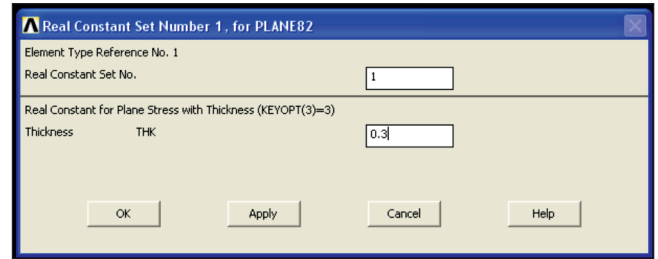 Real Constant Set Number 1, for PLANE82
Element Type Reference No. 1
Real Constant Set No. 1
Real Constant for Plane Stress with Thickness (KEYOPT(3)=3)
Thickness THK 0.3
OK Apply Cancel Help